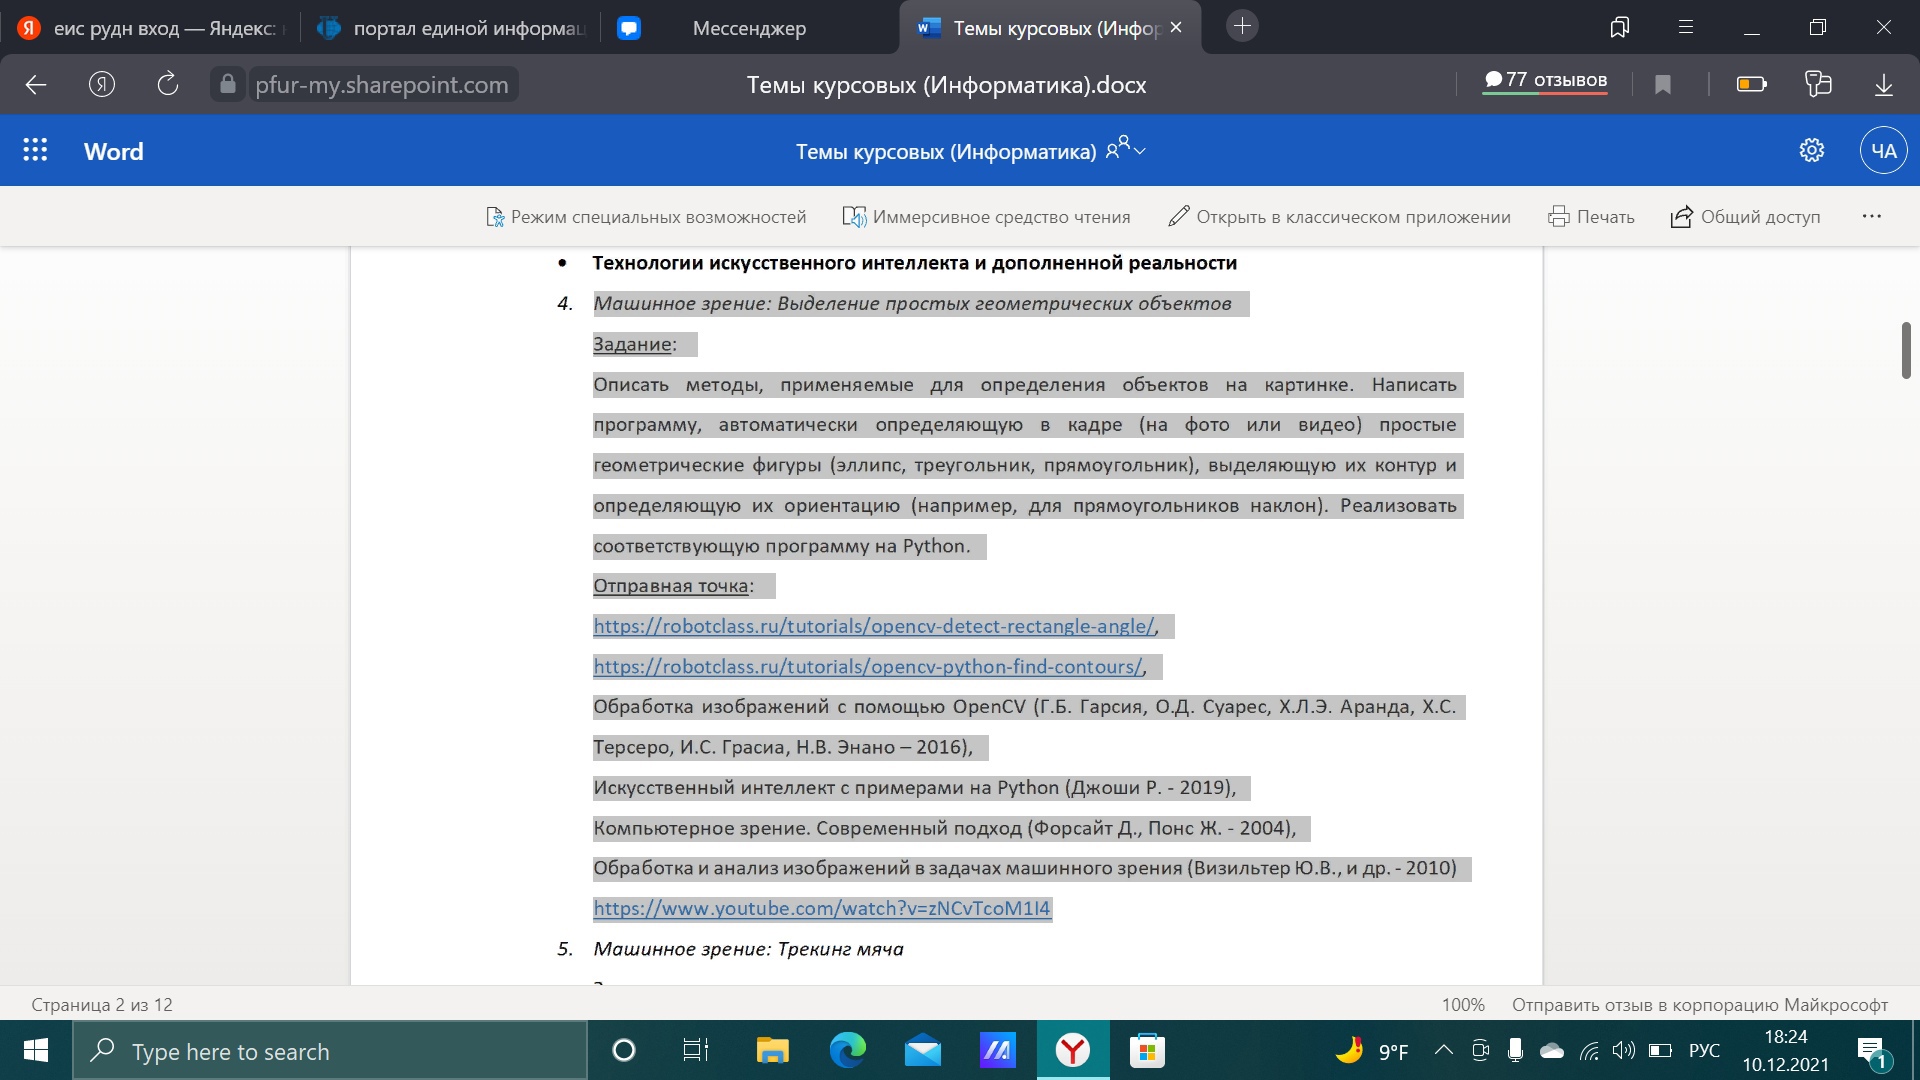 еис рудн вход — Яндекс:
портал единой информац
Мессенджер
Темы курсовых (Инфор
pfur-my.sharepoint.com
Темы курсовых (Информатика).docx
77 отзывов
Word
Темы курсовых (Информатика)
ЧА
Режим специальных возможностей
Иммерсивное средство чтения
Открыть в классическом приложении
Печать
Общий доступ
• Технологии искусственного интеллекта и дополненной реальности
4. Машинное зрение: Выделение простых геометрических объектов
Задание:
Описать методы, применяемые для определения объектов на картинке. Написать
программу, автоматически определяющую в кадре (на фото или видео) простые
геометрические фигуры (эллипс, треугольник, прямоугольник), выделяющую их контур и
определяющую их ориентацию (например, для прямоугольников наклон). Реализовать
соответствующую программу на Python.
Отправная точка:
https://robotclass.ru/tutorials/opencv-detect-rectangle-angle/,
https://robotclass.ru/tutorials/opencv-python-find-contours/,
Обработка изображений с помощью OpenCV (Г.Б. Гарсия, О.Д. Суарес, Х.Л.Э. Аранда, Х.С.
Терсеро, И.С. Грасиа, Н.В. Энано – 2016),
Искусственный интеллект с примерами на Python (Джоши Р. - 2019),
Компьютерное зрение. Современный подход (Форсайт Д., Понс Ж. - 2004),
Обработка и анализ изображений в задачах машинного зрения (Визильтер Ю.В., и др. - 2010)
https://www.youtube.com/watch?v=zNCvTcoM1I4
5. Машинное зрение: Трекинг мяча
Страница 2 из 12
100%
Отправить отзыв в корпорацию Майкрософт
Type here to search
9°F
РУС
18:24
10.12.2021
1